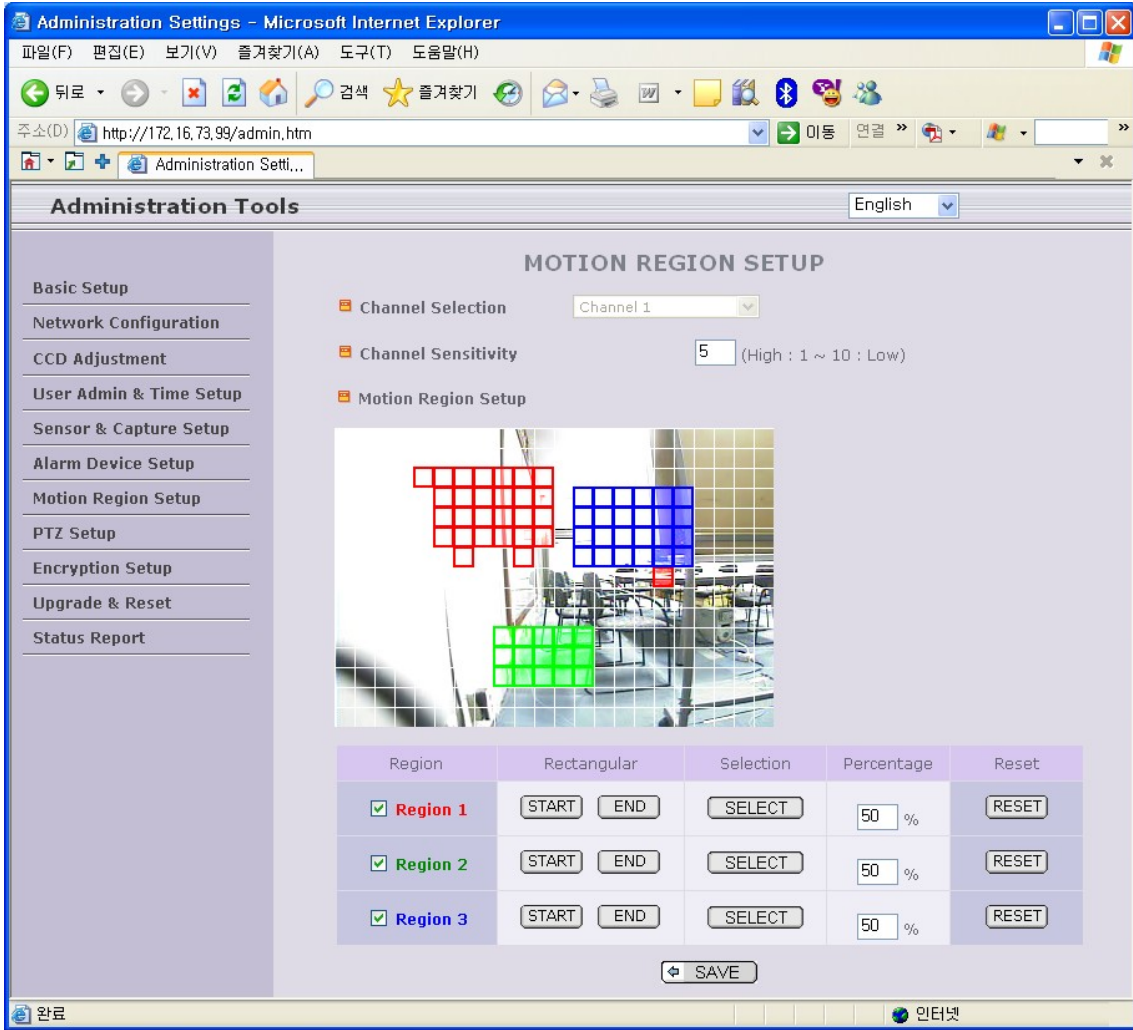 Administration Settings - Microsoft Internet Explorer
파일(F) 편집(E) 보기(V) 즐겨찾기(A) 도구(T) 도움말(H)
뒤로 검색 즐겨찾기
주소(D) http://172.16.73.99/admin.htm 이동 연결 »
Administration Setti...
Administration Tools English
Basic Setup
Network Configuration
CCD Adjustment
User Admin & Time Setup
Sensor & Capture Setup
Alarm Device Setup
Motion Region Setup
PTZ Setup
Encryption Setup
Upgrade & Reset
Status Report
MOTION REGION SETUP
Channel Selection Channel 1
Channel Sensitivity 5 (High : 1 ~ 10 : Low)
Motion Region Setup
Region Rectangular Selection Percentage Reset
Region 1 START END SELECT 50 % RESET
Region 2 START END SELECT 50 % RESET
Region 3 START END SELECT 50 % RESET
SAVE
완료 인터넷